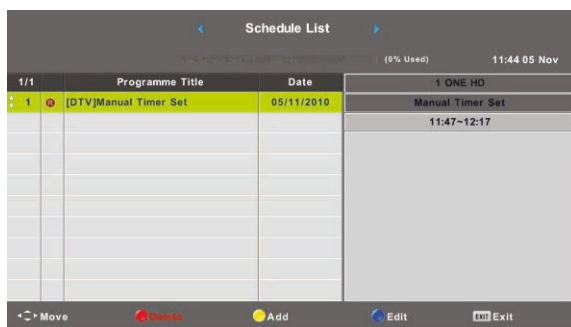 Schedule List
(0% Used) 11:44 05 Nov
1/1 Programme Title Date 1 ONE HD
1 R [DTV]Manual Timer Set 05/11/2010 Manual Timer Set
11:47~12:17
Move Delete Add Edit EXIT Exit